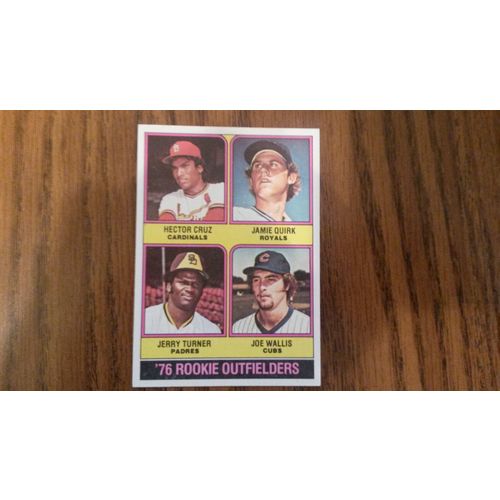 HECTOR CRUZ
CARDINALS
JAMIE QUIRK
ROYALS
JERRY TURNER
PADRES
JOE WALLIS
CUBS
'76 ROOKIE OUTFIELDERS